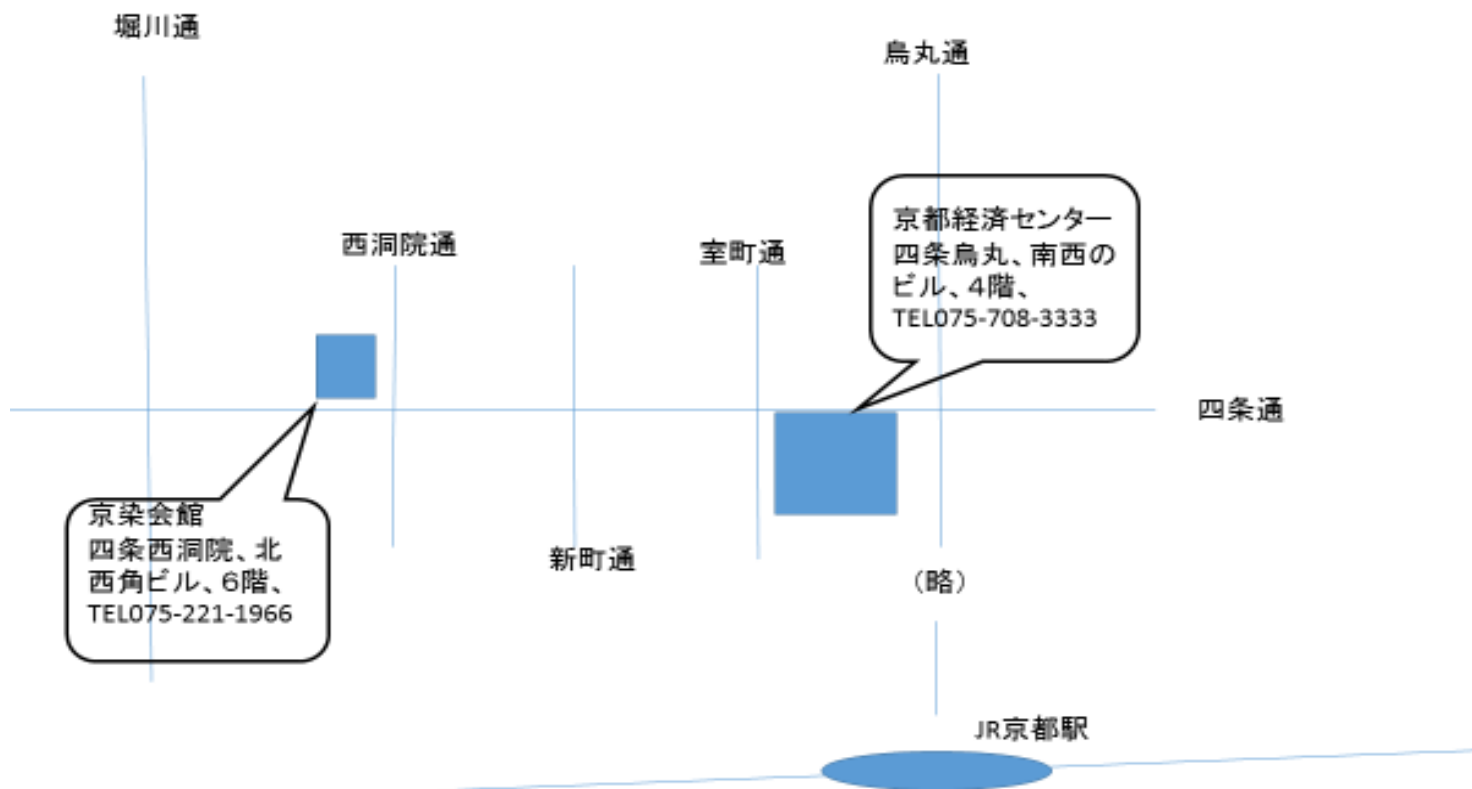 堀川通
烏丸通
西洞院通
室町通
京都経済センター
四条烏丸、南西の
ビル、4階、
TEL075-708-3333
四条通
京染会館
四条西洞院、北
西角ビル、6階、
TEL075-221-1966
新町通
（略）
JR京都駅